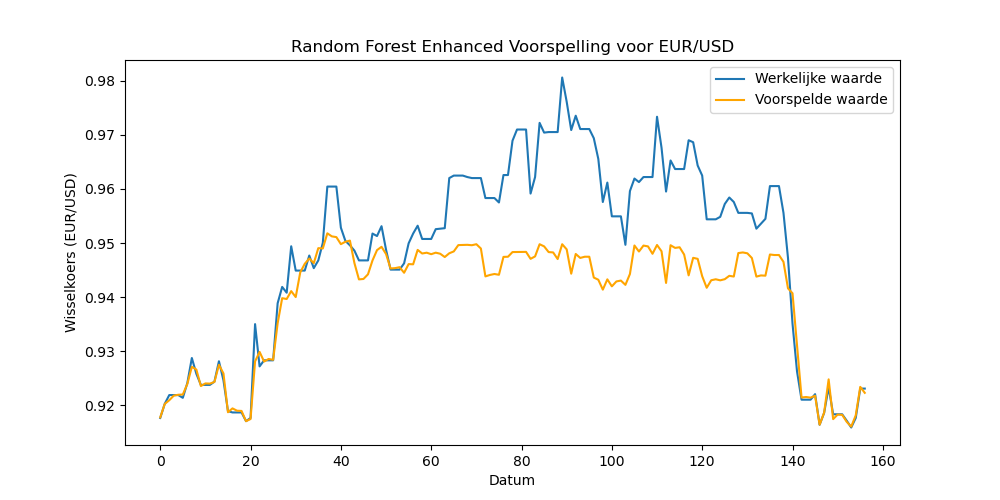 Random Forest Enhanced Voorspelling voor EUR/USD
Werkelijke waarde
Voorspelde waarde
Wisselkoers (EUR/USD)
0.98
0.97
0.96
0.95
0.94
0.93
0.92
0 20 40 60 80 100 120 140 160
Datum